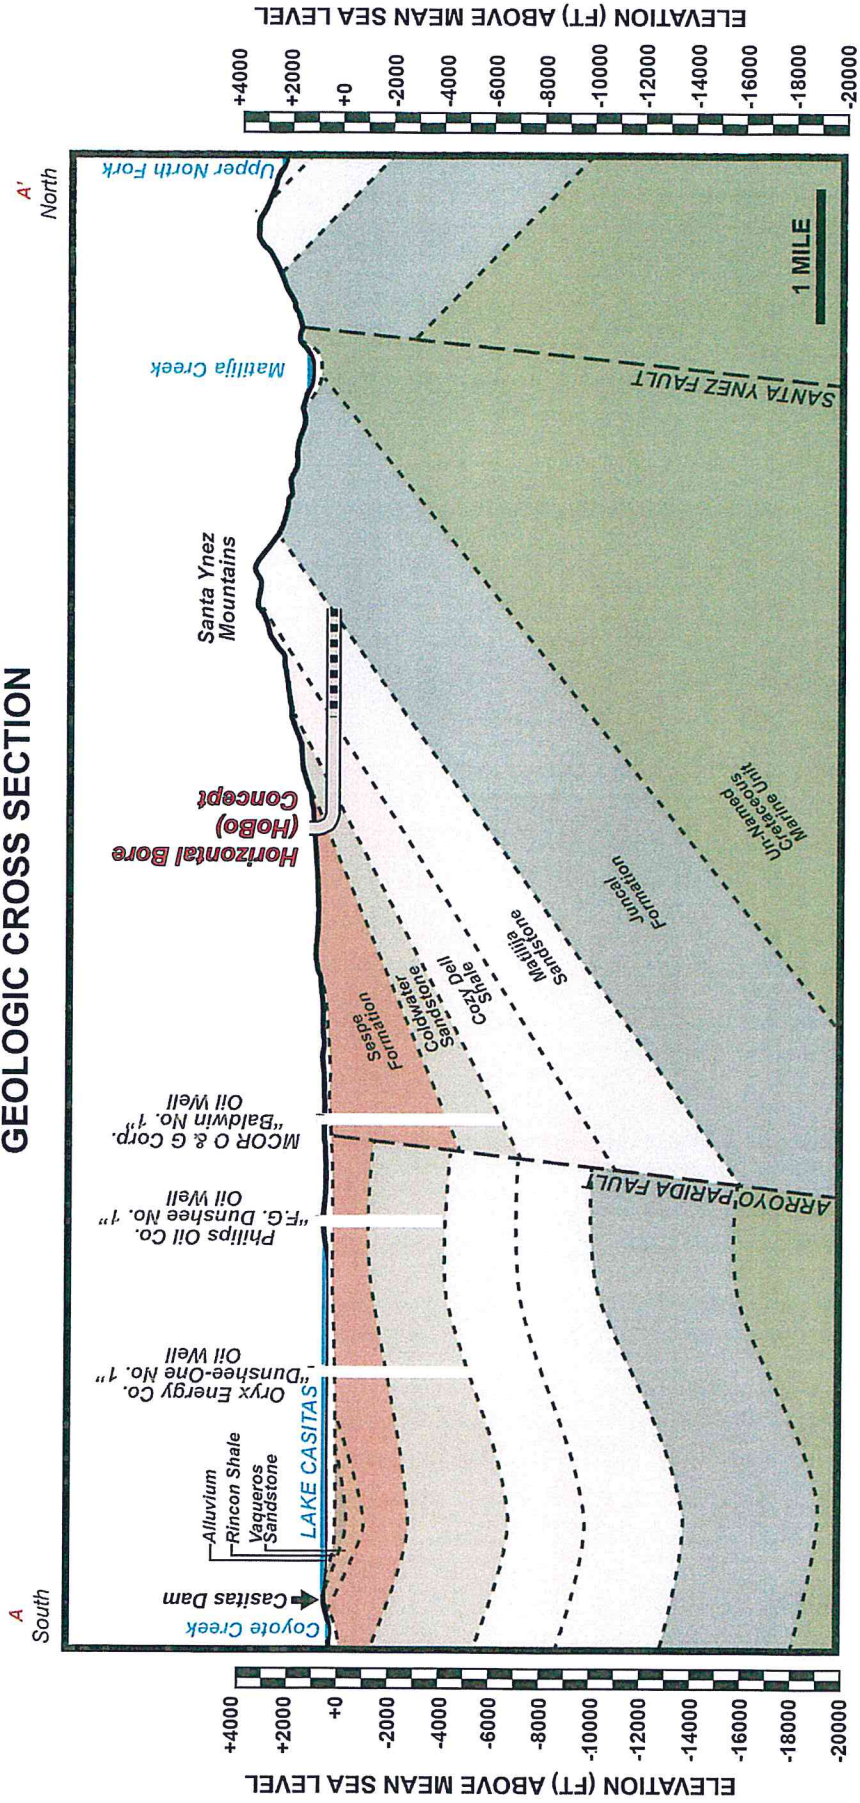 GEOLOGIC CROSS SECTION
A
South
A'
North
ELEVATION (FT) ABOVE MEAN SEA LEVEL
+4000
+2000
+0
-2000
-4000
-6000
-8000
-10000
-12000
-14000
-16000
-18000
-20000
Coyote Creek
Casitas Dam
Alluvium
Rincon Shale
Vaqueros
Sandstone
LAKE CASITAS
Oryx Energy Co.
"Dunshee-One No. 1"
Oil Well
Philips Oil Co.
"F.G. Dunshee No. 1"
Oil Well
MCOR O & G Corp.
"Baldwin No. 1"
Oil Well
Horizontal Bore
(HoBo)
Concept
Santa Ynez
Mountains
Matilija Creek
Upper North Fork
Sespe
Formation
Coldwater
Sandstone
Cozy Dell
Shale
Matilija
Sandstone
Juncal
Formation
Un-Named
Cretaceous
Marine Unit
ARROYO PARIDA FAULT
SANTA YNEZ FAULT
1 MILE
+4000
+2000
+0
-2000
-4000
-6000
-8000
-10000
-12000
-14000
-16000
-18000
-20000
ELEVATION (FT) ABOVE MEAN SEA LEVEL